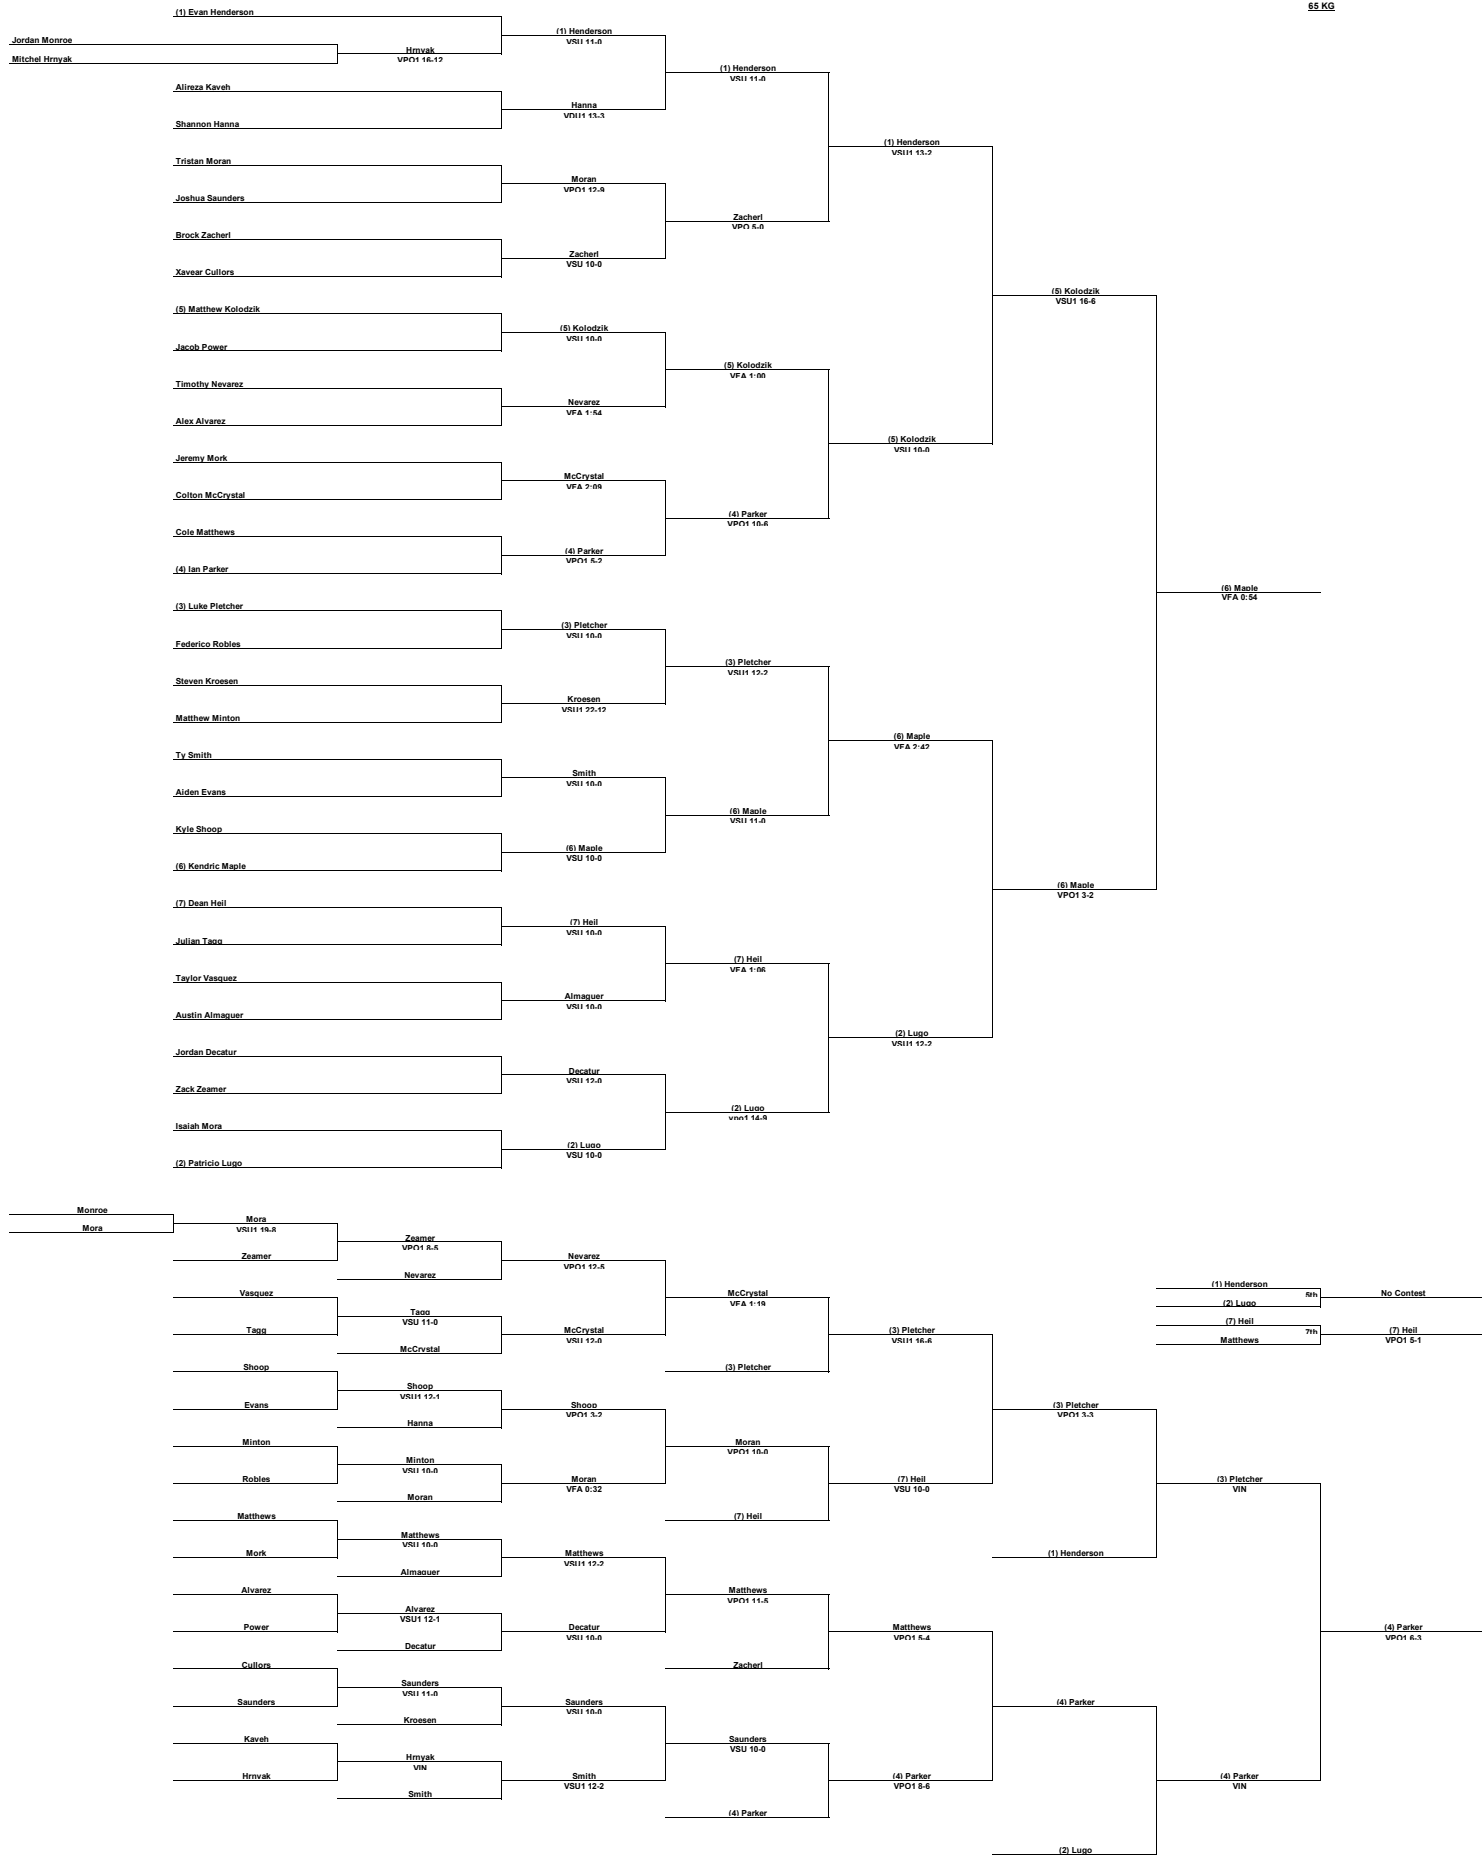 65 KG
(1) Evan Henderson
(1) Henderson
VSU 11-0
Jordan Monroe
Mitchel Hrnyak
Hrnyak
VPO1 16-12
(1) Henderson
VSU 11-0
Alireza Kaveh
Hanna
VDU1 13-3
Shannon Hanna
(1) Henderson
VSU1 13-2
Tristan Moran
Moran
VPO1 12-9
Joshua Saunders
Zacherl
VPO 5-0
Brock Zacherl
Zacherl
VSU 10-0
Xavear Cullors
(5) Kolodzik
VSU1 16-6
(5) Matthew Kolodzik
(5) Kolodzik
VSU 10-0
Jacob Power
(5) Kolodzik
VFA 1:00
Timothy Nevarez
Nevarez
VFA 1:54
Alex Alvarez
(5) Kolodzik
VSU 10-0
Jeremy Mork
McCrystal
VFA 2:09
Colton McCrystal
(4) Parker
VPO1 10-6
Cole Matthews
(4) Parker
VPO1 5-2
(4) Ian Parker
(6) Maple
VFA 0:54
(3) Luke Pletcher
(3) Pletcher
VSU 10-0
Federico Robles
(3) Pletcher
VSU1 12-2
Steven Kroesen
Kroesen
VSU1 22-12
Matthew Minton
(6) Maple
VFA 2:42
Ty Smith
Smith
VSU 10-0
Aiden Evans
(6) Maple
VSU 11-0
Kyle Shoop
(6) Maple
VSU 10-0
(6) Kendric Maple
(6) Maple
VPO1 3-2
(7) Dean Heil
(7) Heil
VSU 10-0
Julian Tagg
(7) Heil
VFA 1:06
Taylor Vasquez
Almaguer
VSU 10-0
Austin Almaguer
(2) Lugo
VSU1 12-2
Jordan Decatur
Decatur
VSU 12-0
Zack Zeamer
(2) Lugo
vpo1 14-9
Isaiah Mora
(2) Lugo
VSU 10-0
(2) Patricio Lugo
Monroe
Mora
Mora
VSU1 19-8
Zeamer
VPO1 8-5
Zeamer
Nevarez
VPO1 12-5
Nevarez
Vasquez
McCrystal
VFA 1:19
(1) Henderson
5th
No Contest
(2) Lugo
Tagg
VSU 11-0
Tagg
McCrystal
VSU 12-0
(3) Pletcher
VSU1 16-6
(7) Heil
7th
(7) Heil
VPO1 5-1
Matthews
McCrystal
Shoop
(3) Pletcher
Shoop
VSU1 12-1
Evans
Shoop
VPO1 3-2
(3) Pletcher
VPO1 3-3
Hanna
Minton
Moran
VPO1 10-0
Minton
VSU 10-0
Robles
Moran
VFA 0:32
(7) Heil
VSU 10-0
(3) Pletcher
VIN
Moran
Matthews
(7) Heil
Matthews
VSU 10-0
Mork
Matthews
VSU1 12-2
(1) Henderson
Almaguer
Alvarez
Matthews
VPO1 11-5
Alvarez
VSU1 12-1
Power
Decatur
VSU 10-0
Matthews
VPO1 5-4
(4) Parker
VPO1 6-3
Decatur
Cullors
Zacherl
Saunders
VSU 11-0
Saunders
Saunders
VSU 10-0
(4) Parker
Kroesen
Kaveh
Saunders
VSU 10-0
Hrnyak
VIN
Hrnyak
Smith
VSU1 12-2
(4) Parker
VPO1 8-6
(4) Parker
VIN
Smith
(4) Parker
(2) Lugo